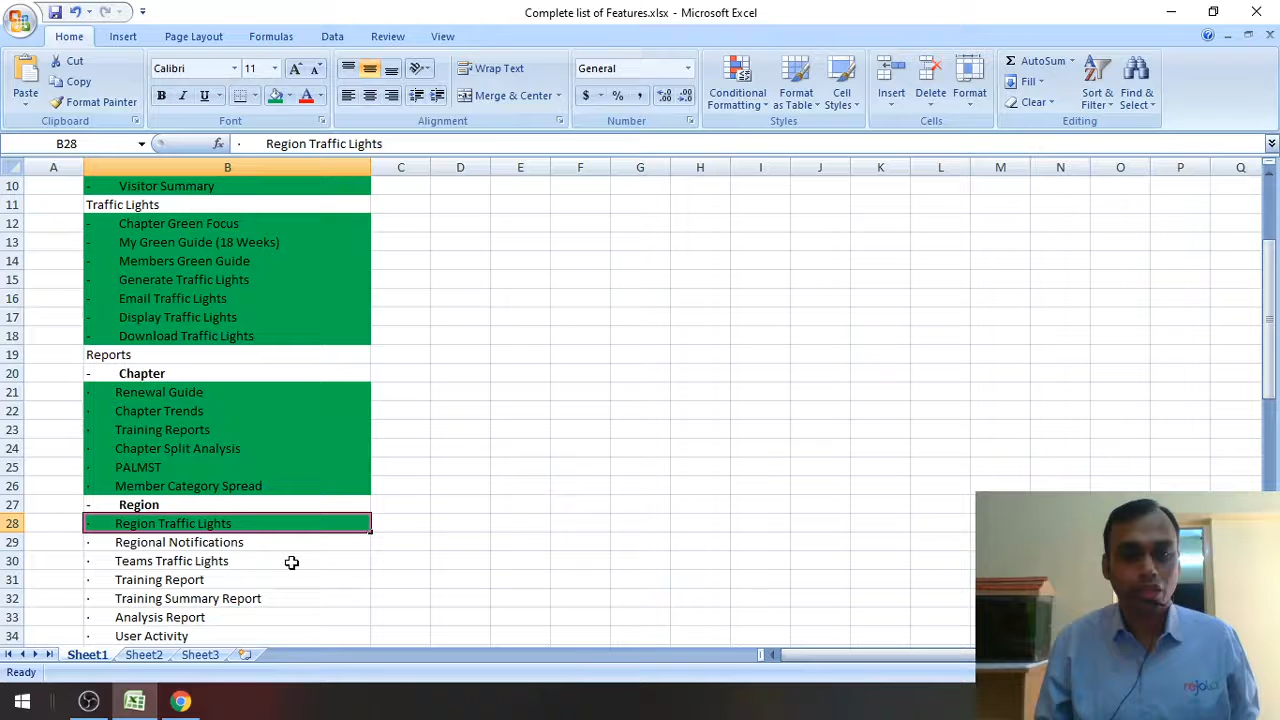 Complete list of Features.xlsx - Microsoft Excel
Home Insert Page Layout Formulas Data Review View
Paste
Cut
Copy
Format Painter
Clipboard
Calibri 11
B I U
Font
Wrap Text
Merge & Center
Alignment
General
$ % ,
Number
Conditional Formatting
Format as Table
Cell Styles
Styles
Insert Delete Format
Cells
AutoSum
Fill
Clear
Sort & Filter
Find & Select
Editing
B28 fx · Region Traffic Lights
A B C D E F G H I J K L M N O P Q
10 - Visitor Summary
11 Traffic Lights
12 - Chapter Green Focus
13 - My Green Guide (18 Weeks)
14 - Members Green Guide
15 - Generate Traffic Lights
16 - Email Traffic Lights
17 - Display Traffic Lights
18 - Download Traffic Lights
19 Reports
20 - Chapter
21 · Renewal Guide
22 · Chapter Trends
23 · Training Reports
24 · Chapter Split Analysis
25 · PALMST
26 · Member Category Spread
27 - Region
28 · Region Traffic Lights
29 · Regional Notifications
30 · Teams Traffic Lights
31 · Training Report
32 · Training Summary Report
33 · Analysis Report
34 · User Activity
Sheet1 Sheet2 Sheet3
Ready